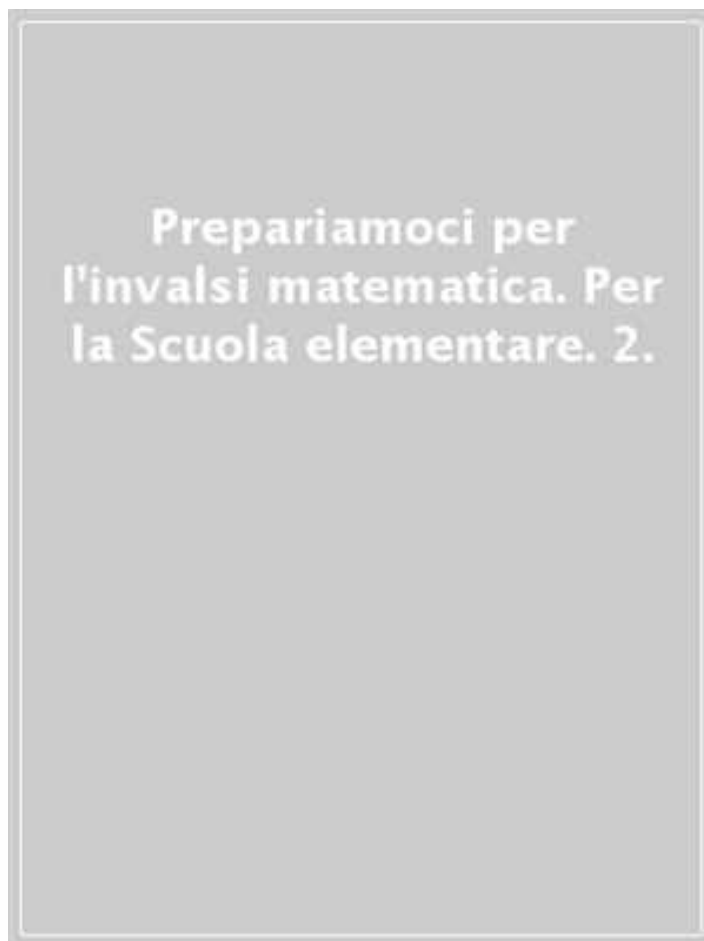 Prepariamoci per
l'invalsi matematica. Per
la Scuola elementare. 2.